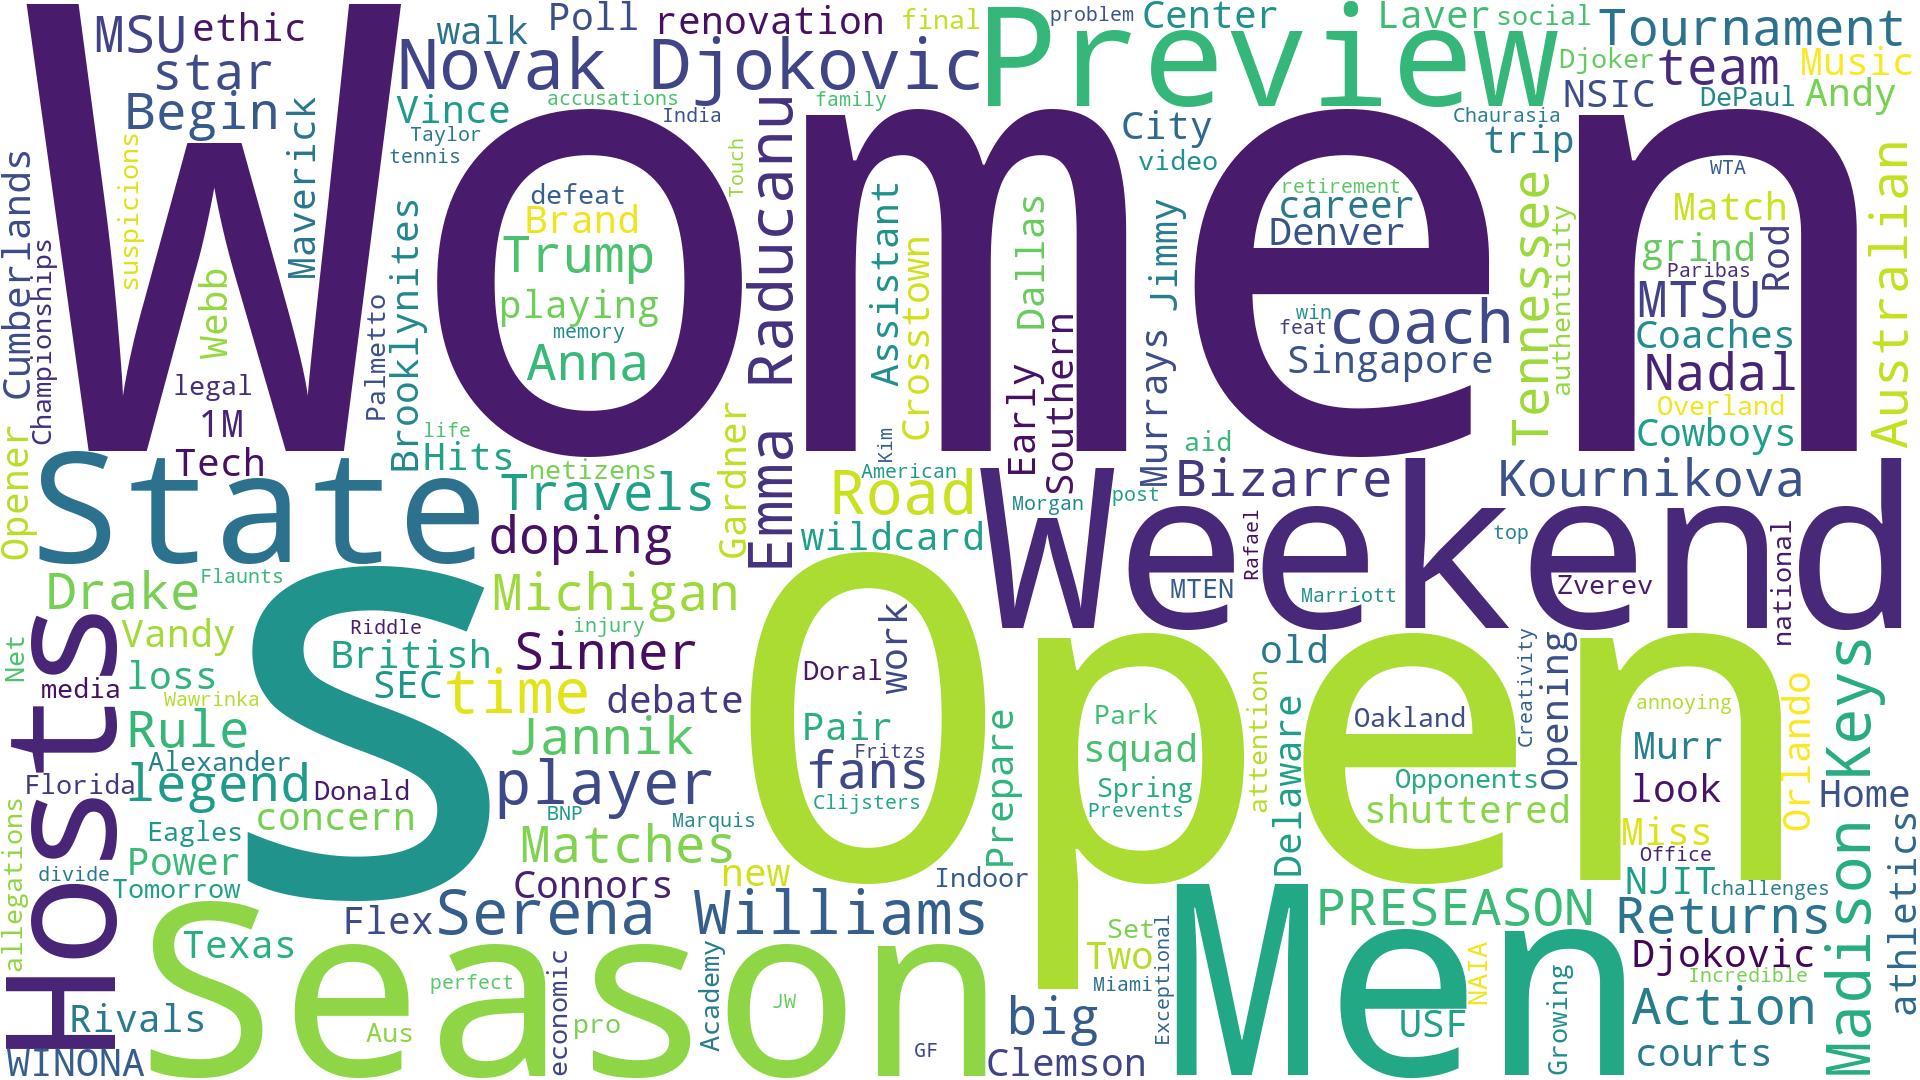 MSU
ethic
walk
Poll
renovation
final
Preview
problem
Center
Laver
social
Tournament
star
Novak Djokovic
Djoker
team
Music
Begin
Vince
accusations
family
India
NSIC
DePaul
Andy
Women
Maverick
Taylor
tennis
Touch
City
Chaurasia
trip
video
suspicions
Cumberlands
Championships
Webb
legal
1M
Tech
Palmetto
Brooklynites
defeat
Brand
Trump
playing
memory
Anna
Emma Raducanu
Assistant
Crosstown
Dallas
Early
Southern
Jimmy
Murrays
retirement
career
Denver
win
feat
coach
Singapore
Tennessee
authenticity
WTA
Match
grind
Paribas
Rod
MTSU
Coaches
Nadal
Overland
Cowboys
Australian
Opener
State
life
Hits
netizens
Travels
doping
Gardner
Kim
American
Road
wildcard
Morgan
post
aid
Bizarre
Kournikova
Weekend
Rafael
top
MTEN
Marriott
Zverev
national
Drake
Flaunts
Michigan
injury
Hosts
Net
Vandy
loss
media
Wawrinka
Rule
Alexander
Florida
legend
Donald
concern
Riddle
British
SEC
S
Sinner
time
debate
Jannik
player
BNP
Marquis
Matches
Connors
new
Open
work
Doral
Pair
Fritzs
fans
Clijsters
Indoor
Prepare
Park
squad
Spring
Prevents
old
attention
Delaware
Creativity
Opening
Oakland
Opponents
shuttered
annoying
Murr
look
Miss
Office
Orlando
Keys
Madison
Home
athletics
allegations
Eagles
Power
divide
Tomorrow
Season
Flex
Serena Williams
Texas
perfect
economic
Aus
pro
Academy
JW
GF
Rivals
WINONA
Set
Two
Miami
big
Clemson
Exceptional
Men
PRESEASON
NAIA
USF
Growing
NJIT
challenges
Returns
Djokovic
Incredible
Action
courts